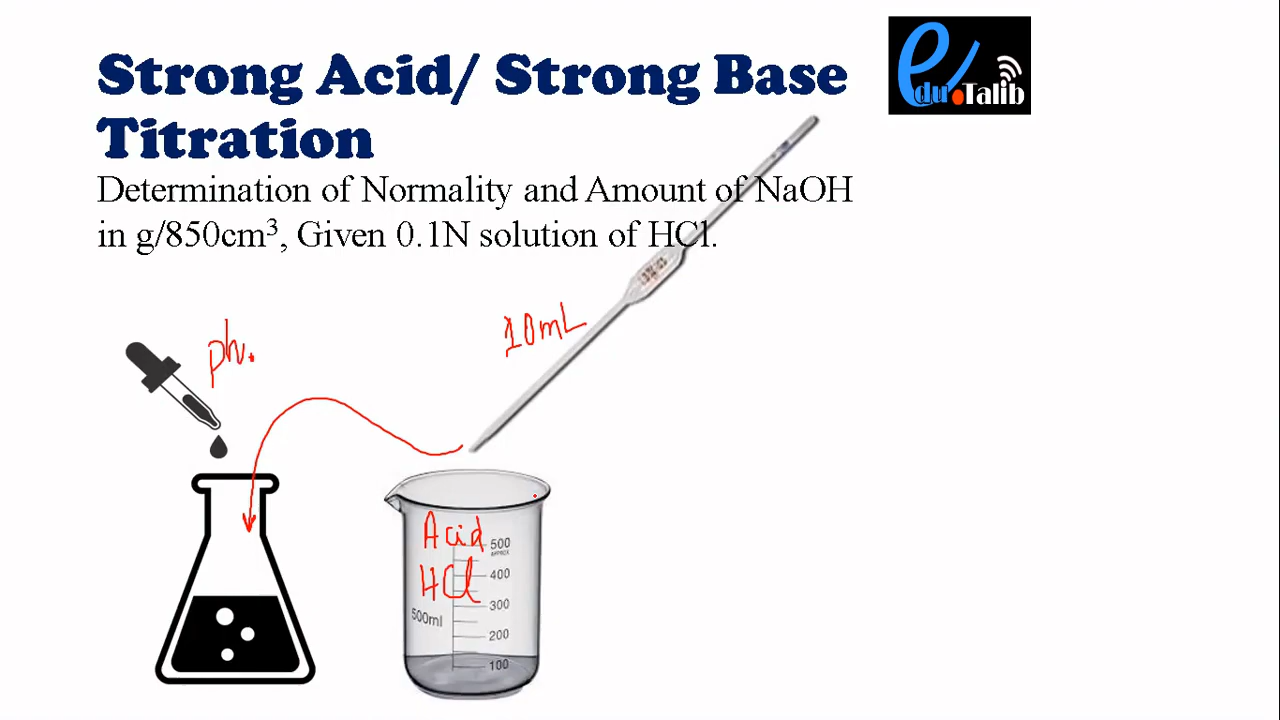 Strong Acid/ Strong Base
Titration
Determination of Normality and Amount of NaOH
in g/850cm³, Given 0.1N solution of HCl.
edu.Talib
10mL
ph.
Acid
HCl
500
APPROX
400
300
500ml
200
100